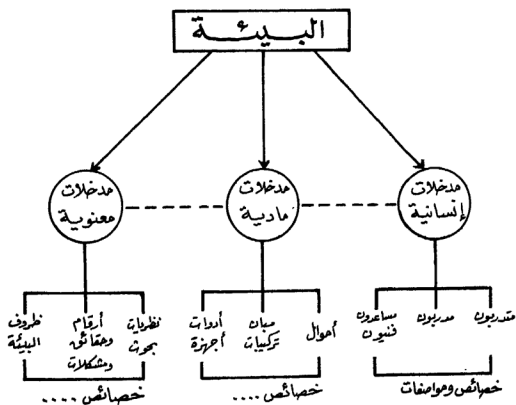 البيئة
مدخلات إنسانية
مدخلات مادية
مدخلات معنوية
متدربون
مدربون
مساعدون
فنيون
خصائص ومواصفات
أموال
مبان
تركيبات
أدوات
أجهزة
خصائص ....
نظريات
بحوث
أرقام
وحقائق
ومشكلات
ظروف
البيئة
خصائص ....